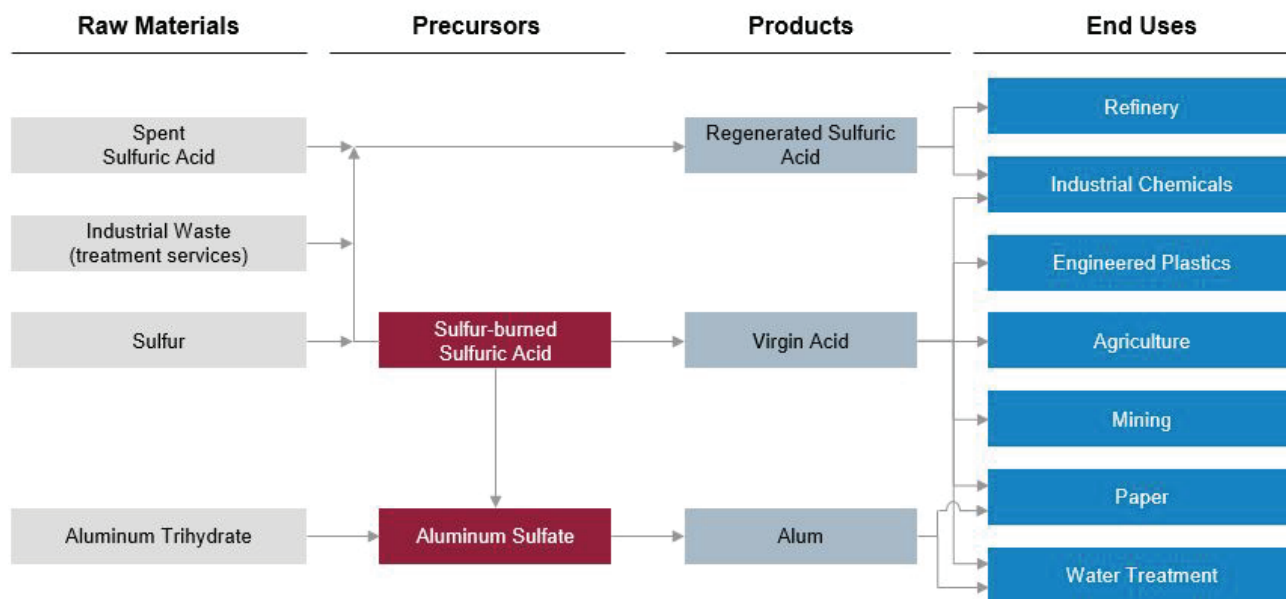 Raw Materials
Precursors
Products
End Uses
Spent
Sulfuric Acid
Regenerated Sulfuric
Acid
Refinery
Industrial Chemicals
Industrial Waste
(treatment services)
Engineered Plastics
Sulfur
Sulfur-burned
Sulfuric Acid
Virgin Acid
Agriculture
Mining
Paper
Aluminum Trihydrate
Aluminum Sulfate
Alum
Water Treatment